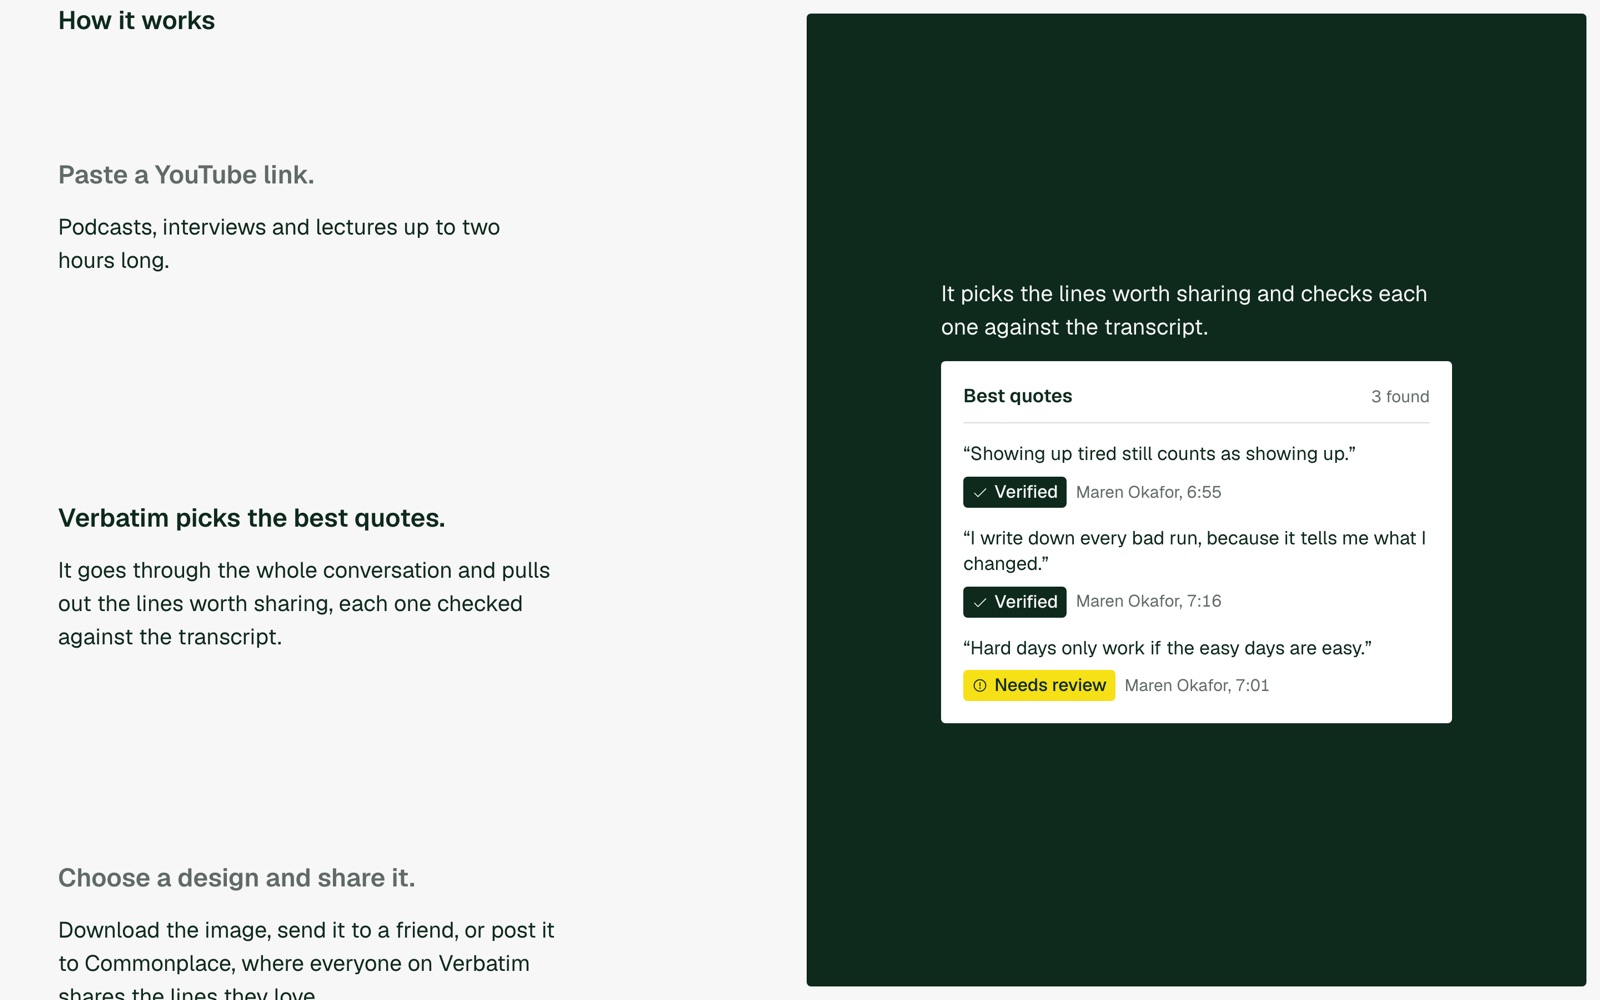 How it works
Paste a YouTube link.
Podcasts, interviews and lectures up to two
hours long.
Verbatim picks the best quotes.
It goes through the whole conversation and pulls
out the lines worth sharing, each one checked
against the transcript.
Choose a design and share it.
Download the image, send it to a friend, or post it
to Commonplace, where everyone on Verbatim
shares the lines they love.
It picks the lines worth sharing and checks each
one against the transcript.
Best quotes
3 found
“Showing up tired still counts as showing up.”
Verified
Maren Okafor, 6:55
“I write down every bad run, because it tells me what I
changed.”
Verified
Maren Okafor, 7:16
“Hard days only work if the easy days are easy.”
Needs review
Maren Okafor, 7:01